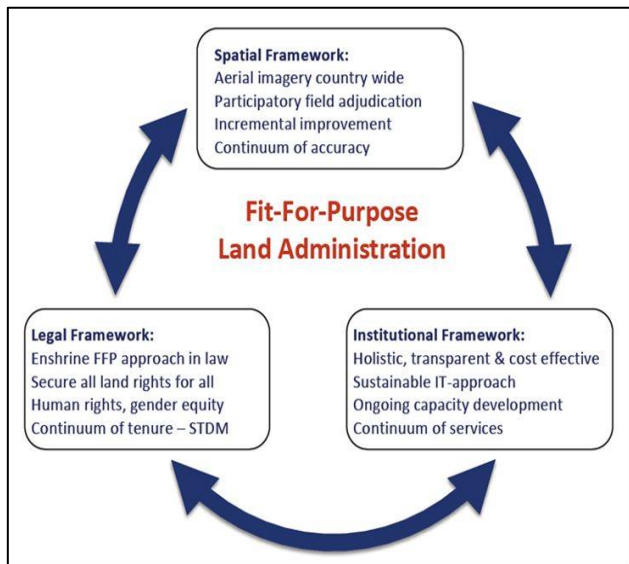 Spatial Framework:
Aerial imagery country wide
Participatory field adjudication
Incremental improvement
Continuum of accuracy
Fit-For-Purpose
Land Administration
Legal Framework:
Enshrine FFP approach in law
Secure all land rights for all
Human rights, gender equity
Continuum of tenure – STDM
Institutional Framework:
Holistic, transparent & cost effective
Sustainable IT-approach
Ongoing capacity development
Continuum of services